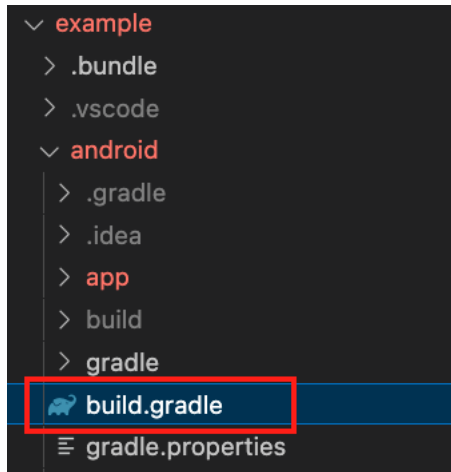 example
.bundle
.vscode
android
.gradle
.idea
app
build
gradle
build.gradle
gradle.properties